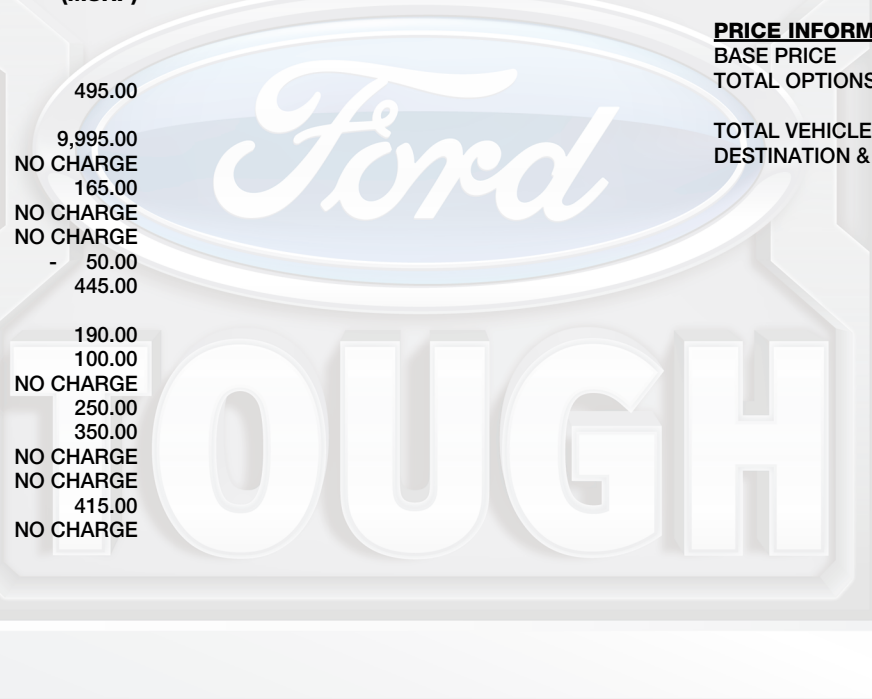 PRICE INFORM
BASE PRICE
TOTAL OPTIONS
TOTAL VEHICLE
DESTINATION &
495.00
9,995.00
NO CHARGE
165.00
NO CHARGE
NO CHARGE
- 50.00
445.00
190.00
100.00
NO CHARGE
250.00
350.00
NO CHARGE
NO CHARGE
415.00
NO CHARGE
Ford
TOUGH